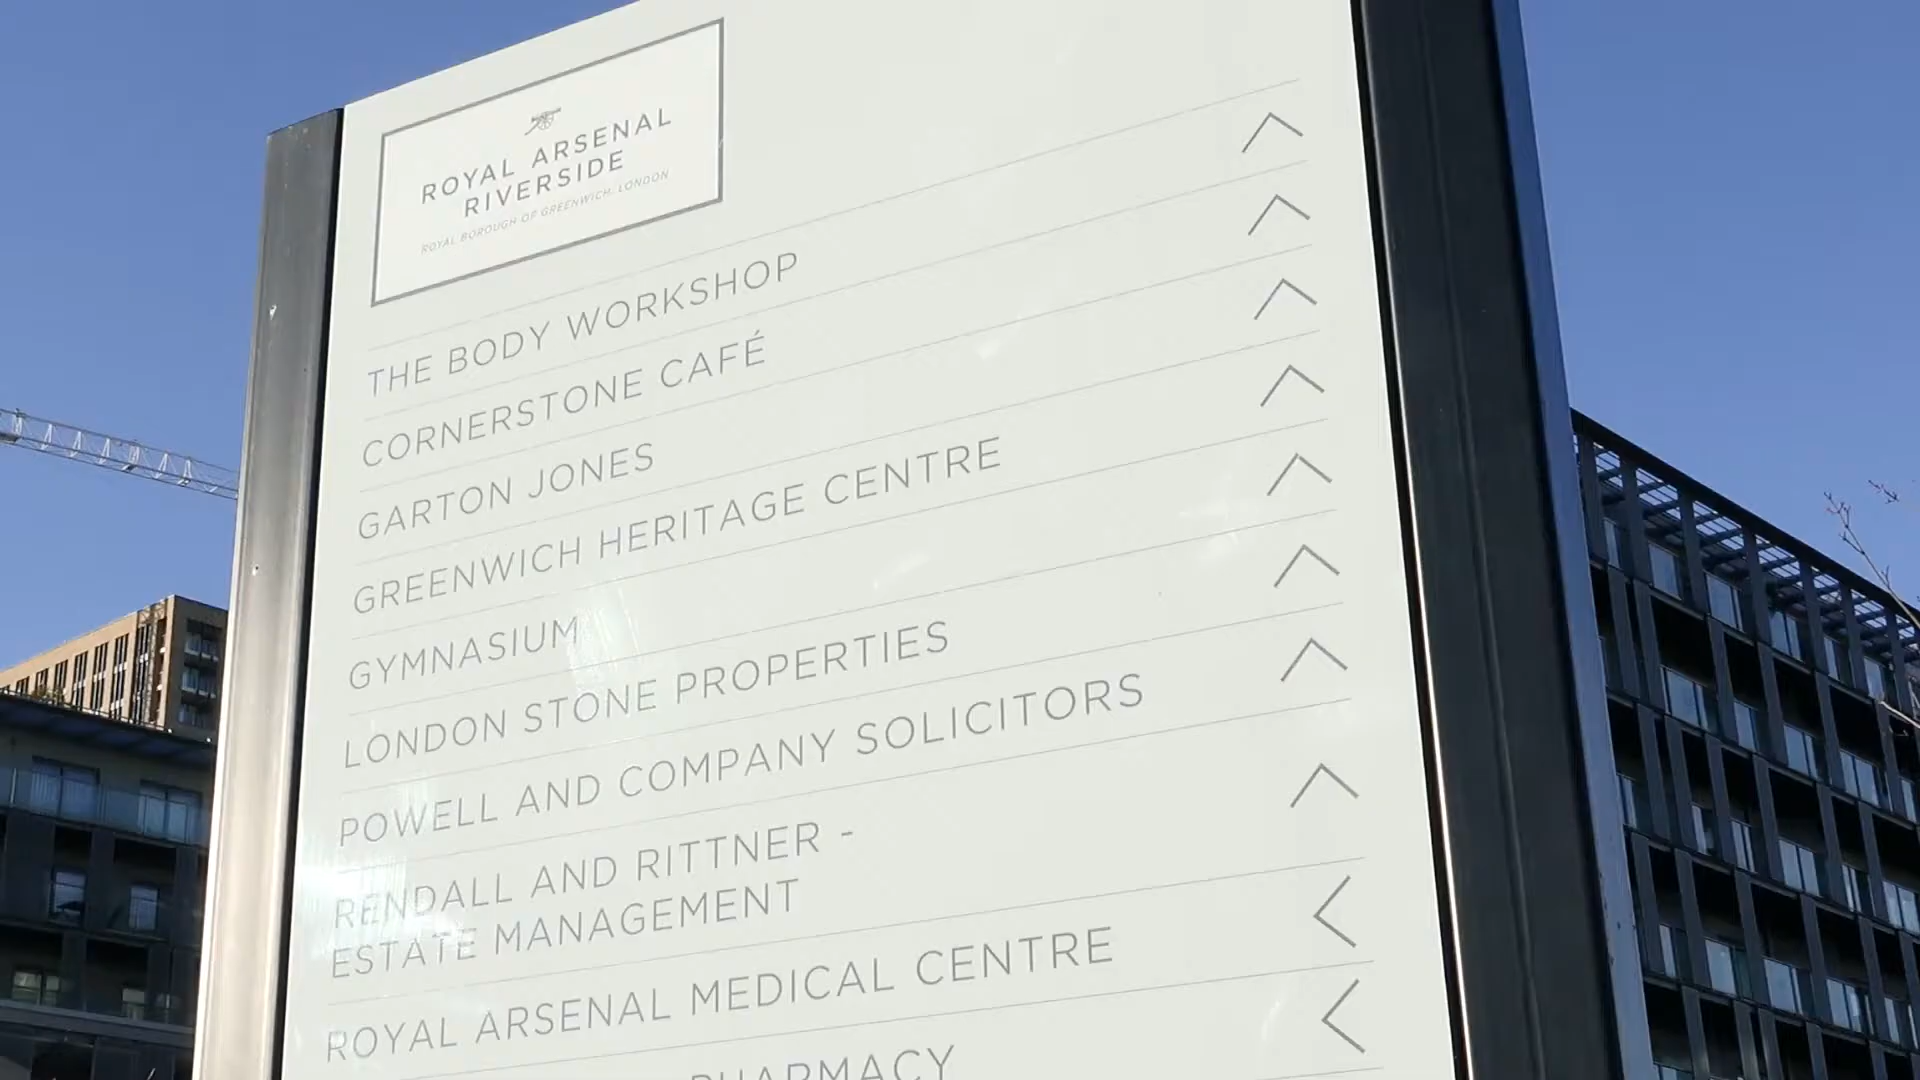 ROYAL ARSENAL
RIVERSIDE
ROYAL BOROUGH OF GREENWICH, LONDON
THE BODY WORKSHOP
CORNERSTONE CAFÉ
GARTON JONES
GREENWICH HERITAGE CENTRE
GYMNASIUM
LONDON STONE PROPERTIES
POWELL AND COMPANY SOLICITORS
RENDALL AND RITTNER -
ESTATE MANAGEMENT
ROYAL ARSENAL MEDICAL CENTRE
PHARMACY